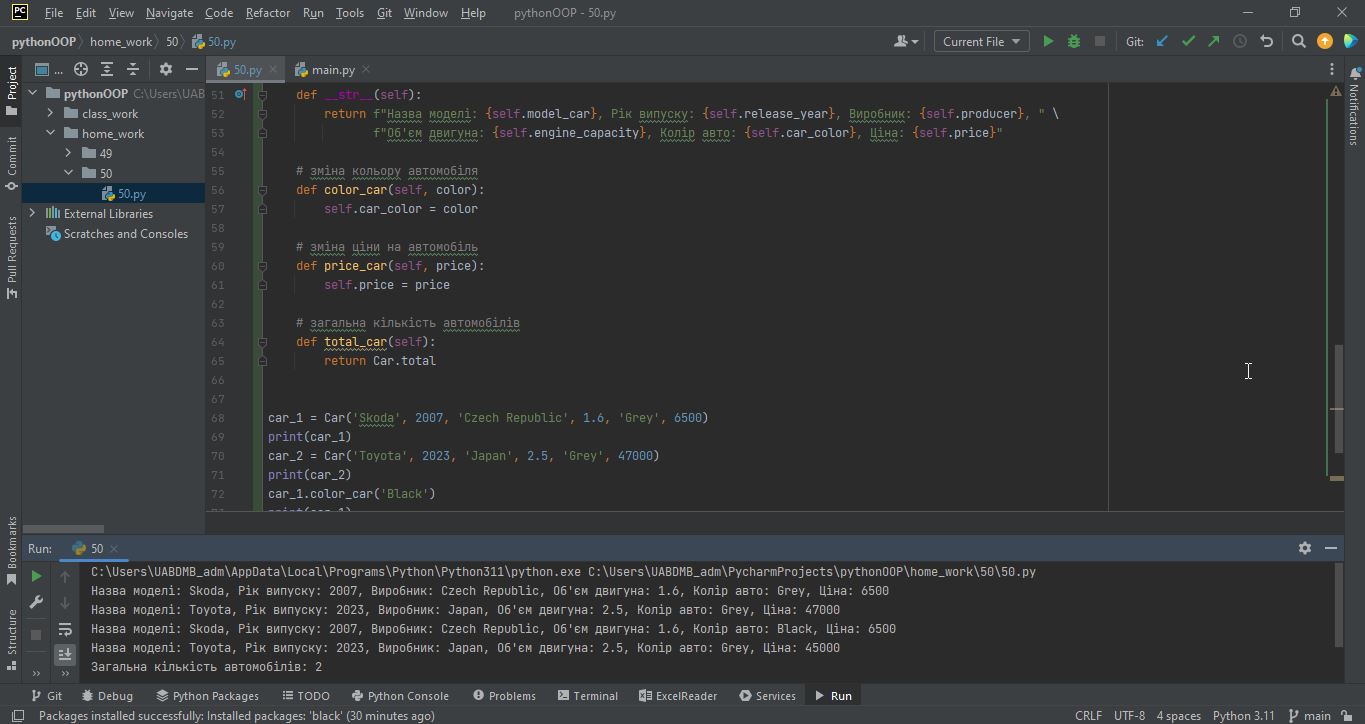 PC File Edit View Navigate Code Refactor Run Tools Git Window Help pythonOOP - 50.py
pythonOOP home_work 50 50.py Current File Git:
Project
Commit
Pull Requests
Bookmarks
Structure
Notifications
...
pythonOOP C:\Users\UAB
class_work
home_work
49
50
50.py
External Libraries
Scratches and Consoles
50.py main.py
51 def __str__(self):
52 return f"Назва моделі: {self.model_car}, Рік випуску: {self.release_year}, Виробник: {self.producer}, " \
53 f"Об'єм двигуна: {self.engine_capacity}, Колір авто: {self.car_color}, Ціна: {self.price}"
54
55 # зміна кольору автомобіля
56 def color_car(self, color):
57 self.car_color = color
58
59 # зміна ціни на автомобіль
60 def price_car(self, price):
61 self.price = price
62
63 # загальна кількість автомобілів
64 def total_car(self):
65 return Car.total
66
67
68 car_1 = Car('Skoda', 2007, 'Czech Republic', 1.6, 'Grey', 6500)
69 print(car_1)
70 car_2 = Car('Toyota', 2023, 'Japan', 2.5, 'Grey', 47000)
71 print(car_2)
72 car_1.color_car('Black')
Run: 50
C:\Users\UABDMB_adm\AppData\Local\Programs\Python\Python311\python.exe C:\Users\UABDMB_adm\PycharmProjects\pythonOOP\home_work\50\50.py
Назва моделі: Skoda, Рік випуску: 2007, Виробник: Czech Republic, Об'єм двигуна: 1.6, Колір авто: Grey, Ціна: 6500
Назва моделі: Toyota, Рік випуску: 2023, Виробник: Japan, Об'єм двигуна: 2.5, Колір авто: Grey, Ціна: 47000
Назва моделі: Skoda, Рік випуску: 2007, Виробник: Czech Republic, Об'єм двигуна: 1.6, Колір авто: Black, Ціна: 6500
Назва моделі: Toyota, Рік випуску: 2023, Виробник: Japan, Об'єм двигуна: 2.5, Колір авто: Grey, Ціна: 45000
Загальна кількість автомобілів: 2
Git Debug Python Packages TODO Python Console Problems Terminal ExcelReader Services Run
Packages installed successfully: Installed packages: 'black' (30 minutes ago) CRLF UTF-8 4 spaces Python 3.11 main